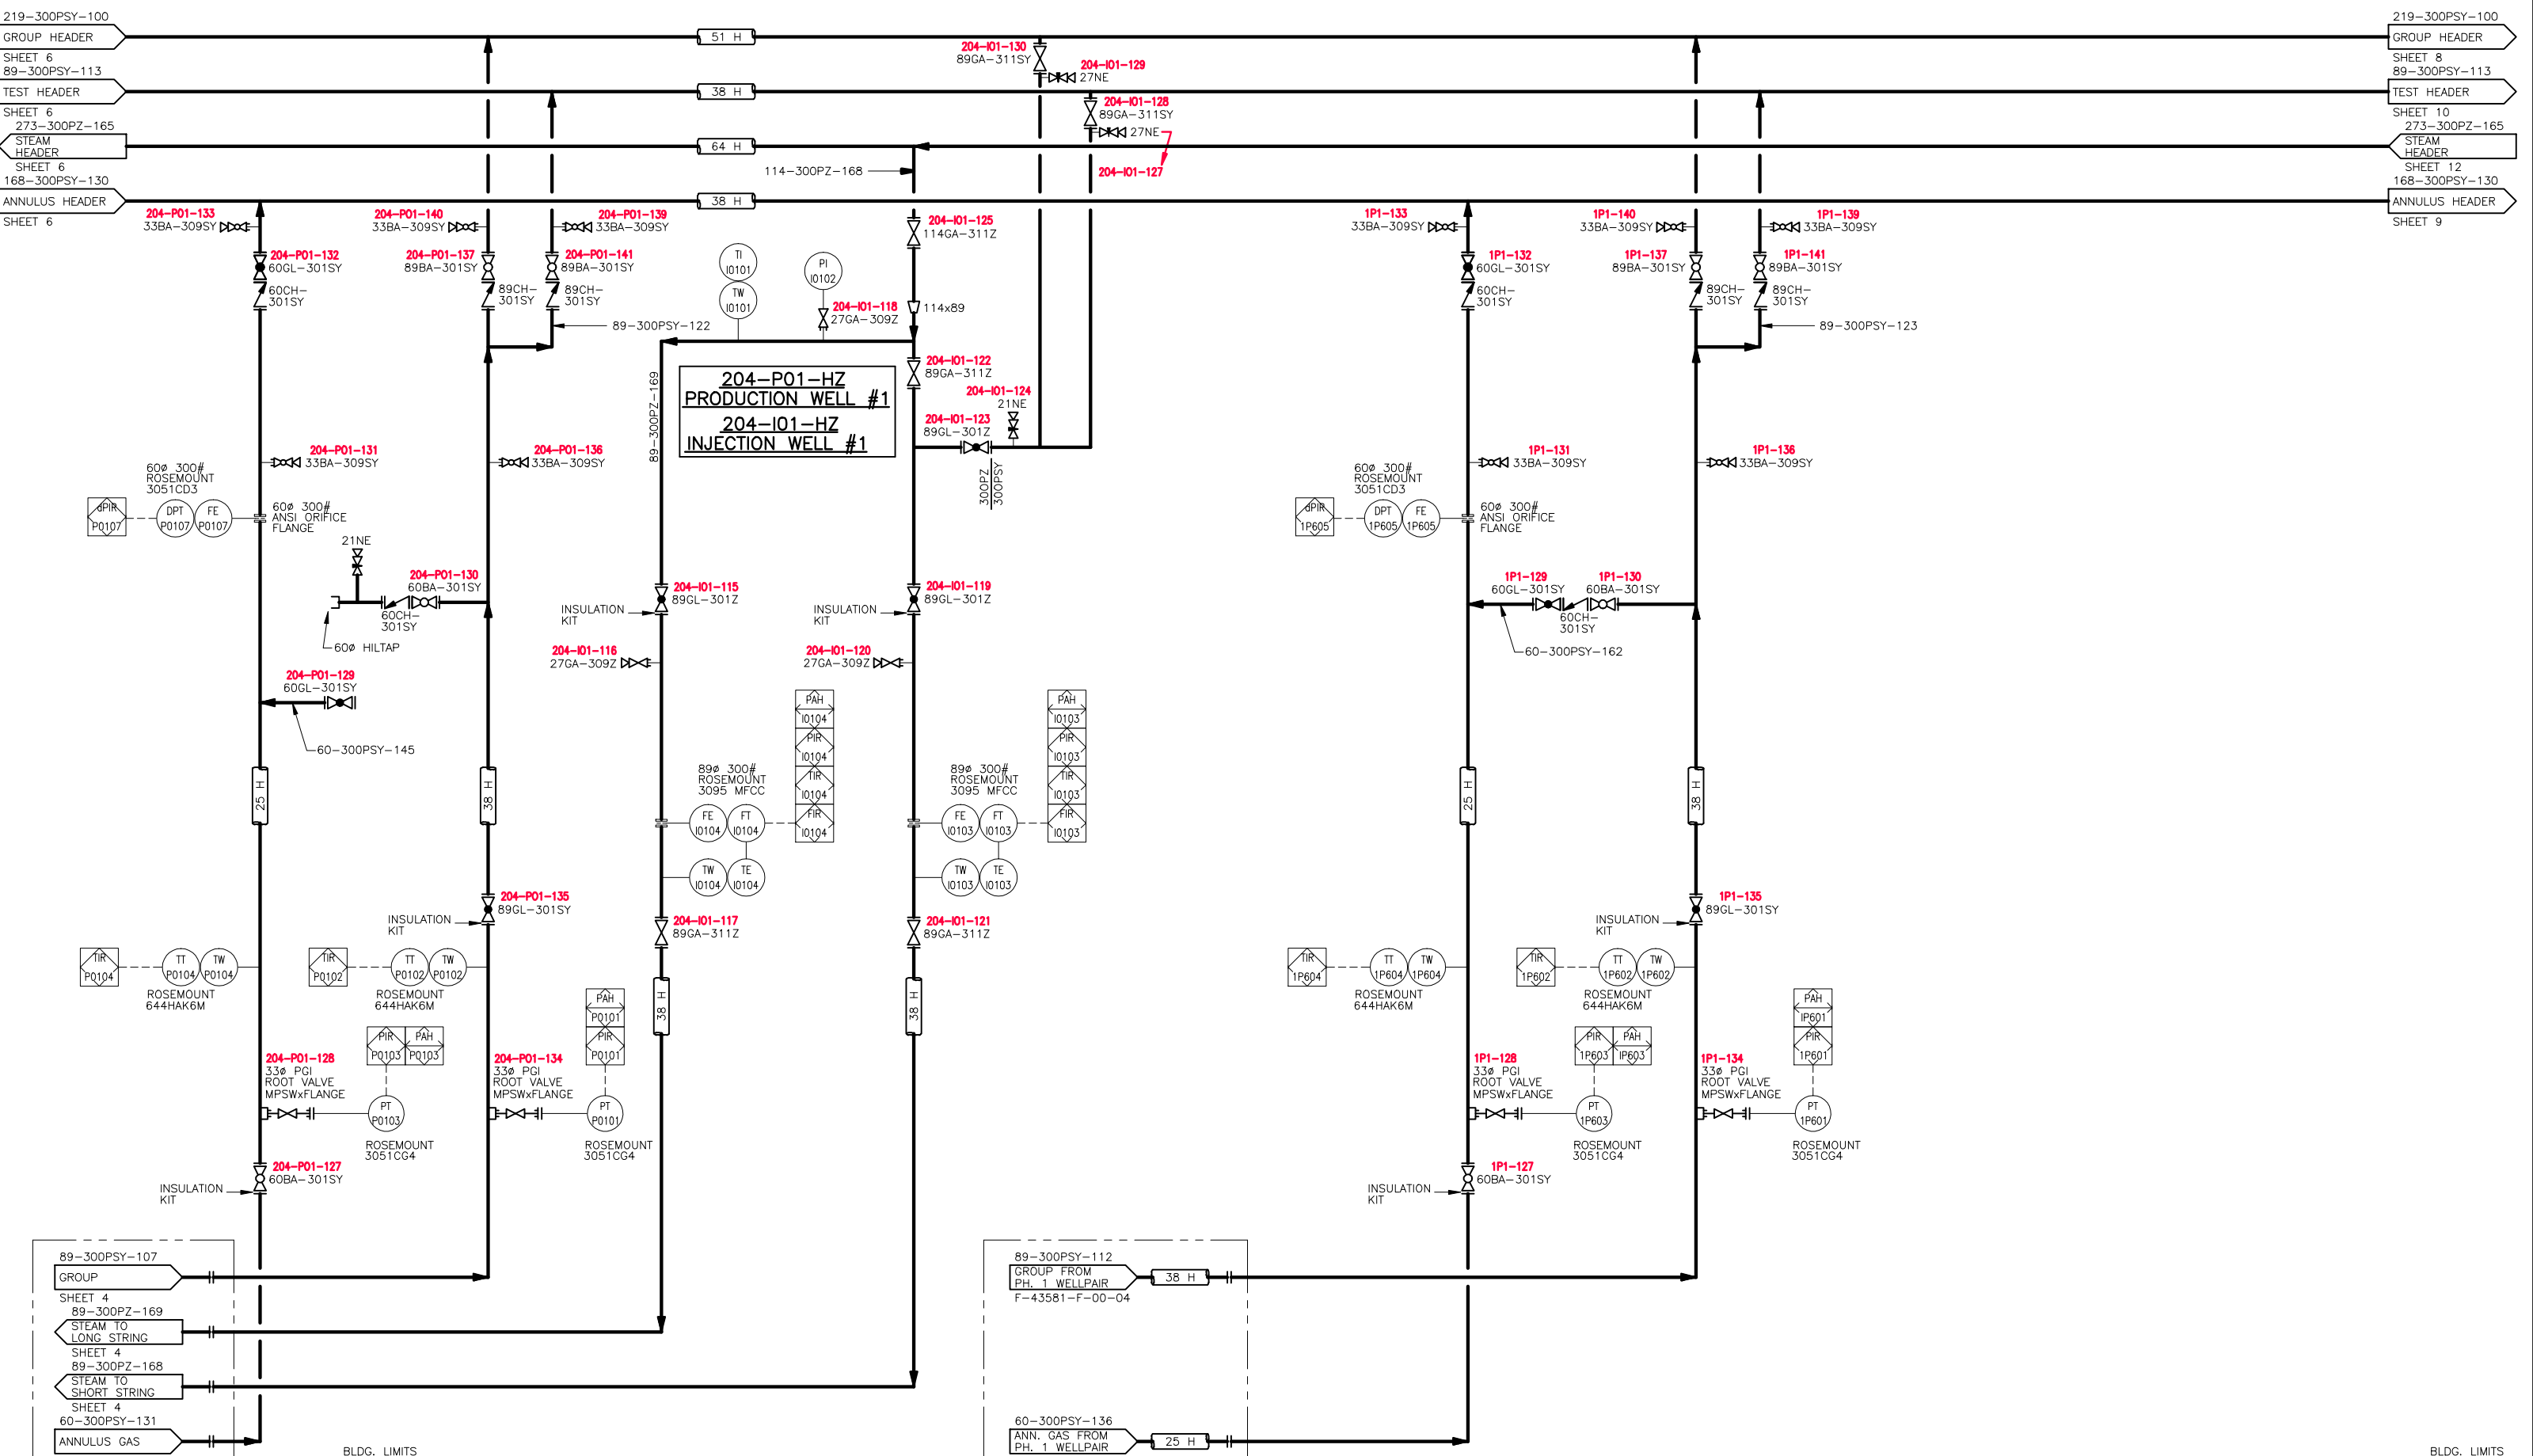 219-300PSY-100
GROUP HEADER
SHEET 6
89-300PSY-113
TEST HEADER
SHEET 6
273-300PZ-165
STEAM
HEADER
SHEET 6
168-300PSY-130
ANNULUS HEADER
SHEET 6
51 H
38 H
64 H
38 H
114-300PZ-168
204-I01-130
89GA-311SY
204-I01-129
27NE
204-I01-128
89GA-311SY
27NE
204-I01-127
219-300PSY-100
GROUP HEADER
SHEET 8
89-300PSY-113
TEST HEADER
SHEET 10
273-300PZ-165
STEAM
HEADER
SHEET 12
168-300PSY-130
ANNULUS HEADER
SHEET 9
204-P01-133
33BA-309SY
204-P01-132
60GL-301SY
60CH-
301SY
204-P01-140
33BA-309SY
204-P01-139
33BA-309SY
204-P01-137
89BA-301SY
204-P01-141
89BA-301SY
89CH-
301SY
89CH-
301SY
89-300PSY-122
TI
I0101
TW
I0101
PI
I0102
204-I01-118
27GA-309Z
204-I01-125
114GA-311Z
114x89
204-I01-122
89GA-311Z
204-I01-124
21NE
204-I01-123
89GL-301Z
300PZ
300PSY
89-300PZ-169
204-P01-HZ
PRODUCTION WELL #1
204-I01-HZ
INJECTION WELL #1
1P1-133
33BA-309SY
1P1-132
60GL-301SY
60CH-
301SY
1P1-140
33BA-309SY
1P1-139
33BA-309SY
1P1-137
89BA-301SY
1P1-141
89BA-301SY
89CH-
301SY
89CH-
301SY
89-300PSY-123
204-P01-131
33BA-309SY
204-P01-136
33BA-309SY
60ø 300#
ROSEMOUNT
3051CD3
dPIR
P0107
DPT
P0107
FE
P0107
60ø 300#
ANSI ORIFICE
FLANGE
21NE
204-P01-130
60BA-301SY
60CH-
301SY
60ø HILTAP
204-P01-129
60GL-301SY
60-300PSY-145
25 H
38 H
204-I01-115
89GL-301Z
INSULATION
KIT
204-I01-116
27GA-309Z
204-I01-119
89GL-301Z
INSULATION
KIT
204-I01-120
27GA-309Z
PAH
I0104
PIR
I0104
TIR
I0104
FIR
I0104
89ø 300#
ROSEMOUNT
3095 MFCC
FE
I0104
FT
I0104
TW
I0104
TE
I0104
PAH
I0103
PIR
I0103
TIR
I0103
FIR
I0103
89ø 300#
ROSEMOUNT
3095 MFCC
FE
I0103
FT
I0103
TW
I0103
TE
I0103
204-I01-117
89GA-311Z
204-I01-121
89GA-311Z
38 H
38 H
1P1-131
33BA-309SY
1P1-136
33BA-309SY
60ø 300#
ROSEMOUNT
3051CD3
dPIR
1P605
DPT
1P605
FE
1P605
60ø 300#
ANSI ORIFICE
FLANGE
1P1-129
60GL-301SY
1P1-130
60BA-301SY
60CH-
301SY
60-300PSY-162
25 H
38 H
204-P01-135
89GL-301SY
INSULATION
KIT
TIR
P0104
TT
P0104
TW
P0104
ROSEMOUNT
644HAK6M
TIR
P0102
TT
P0102
TW
P0102
ROSEMOUNT
644HAK6M
204-P01-128
33ø PGI
ROOT VALVE
MPSWxFLANGE
PIR
P0103
PAH
P0103
PT
P0103
ROSEMOUNT
3051CG4
204-P01-134
33ø PGI
ROOT VALVE
MPSWxFLANGE
PAH
P0101
PIR
P0101
PT
P0101
ROSEMOUNT
3051CG4
204-P01-127
60BA-301SY
INSULATION
KIT
1P1-135
89GL-301SY
INSULATION
KIT
TIR
1P604
TT
1P604
TW
1P604
ROSEMOUNT
644HAK6M
TIR
1P602
TT
1P602
TW
1P602
ROSEMOUNT
644HAK6M
1P1-128
33ø PGI
ROOT VALVE
MPSWxFLANGE
PIR
1P603
PAH
IP603
PT
1P603
ROSEMOUNT
3051CG4
1P1-134
33ø PGI
ROOT VALVE
MPSWxFLANGE
PAH
IP601
PIR
1P601
PT
1P601
ROSEMOUNT
3051CG4
1P1-127
60BA-301SY
INSULATION
KIT
89-300PSY-107
GROUP
SHEET 4
89-300PZ-169
STEAM TO
LONG STRING
SHEET 4
89-300PZ-168
STEAM TO
SHORT STRING
SHEET 4
60-300PSY-131
ANNULUS GAS
BLDG. LIMITS
89-300PSY-112
GROUP FROM
PH. 1 WELLPAIR
38 H
F-43581-F-00-04
60-300PSY-136
ANN. GAS FROM
PH. 1 WELLPAIR
25 H
BLDG. LIMITS